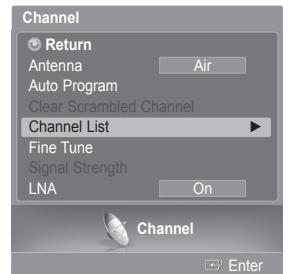 Channel
Return
Antenna Air
Auto Program
Clear Scrambled Channel
Channel List ►
Fine Tune
Signal Strength
LNA On
Channel
Enter